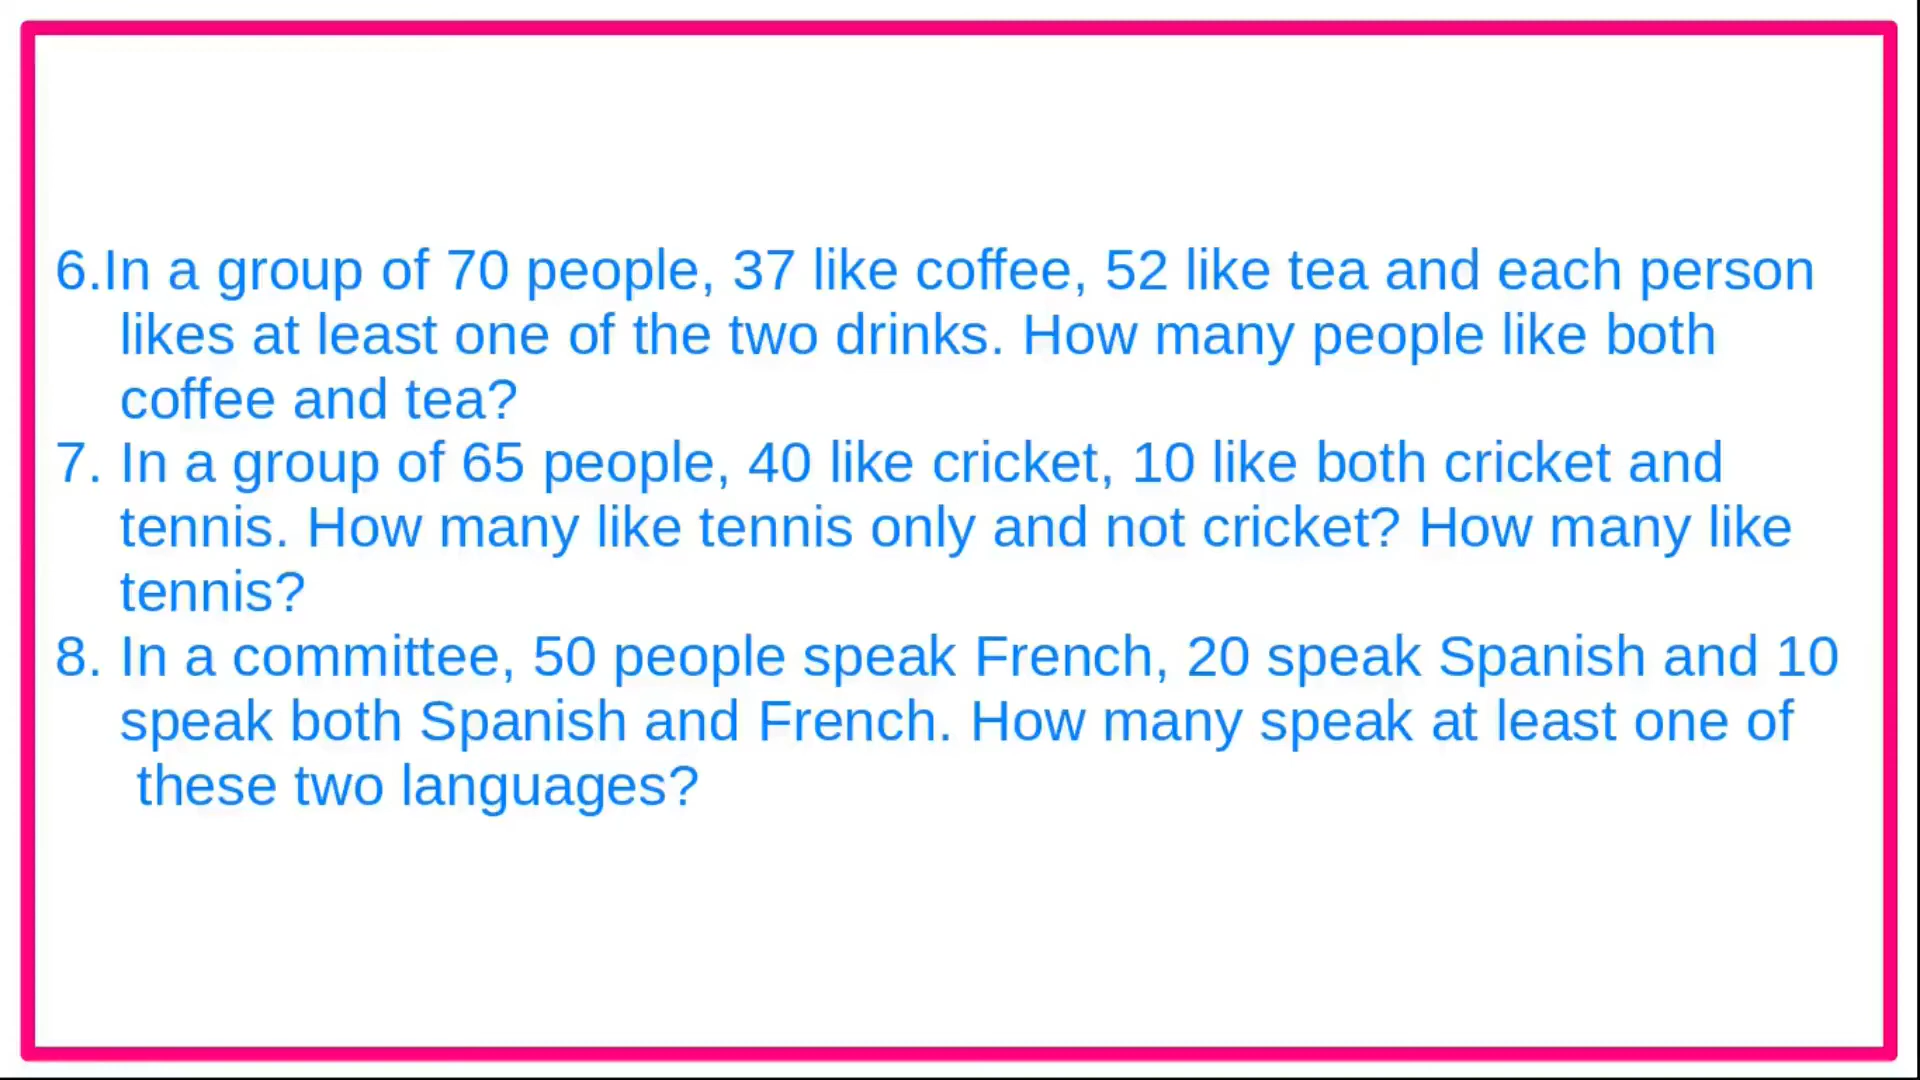 6.In a group of 70 people, 37 like coffee, 52 like tea and each person
likes at least one of the two drinks. How many people like both
coffee and tea?
7. In a group of 65 people, 40 like cricket, 10 like both cricket and
tennis. How many like tennis only and not cricket? How many like
tennis?
8. In a committee, 50 people speak French, 20 speak Spanish and 10
speak both Spanish and French. How many speak at least one of
these two languages?